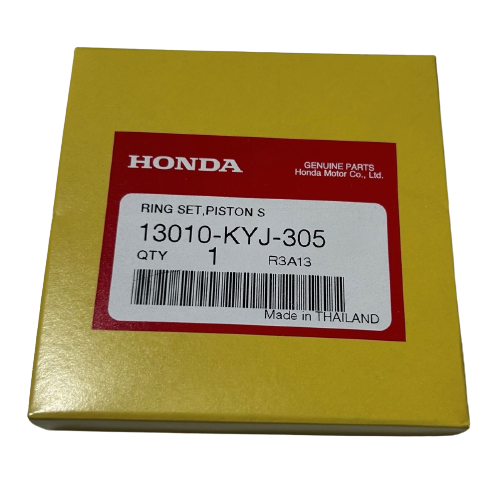 HONDA
GENUINE PARTS
Honda Motor Co., Ltd.
RING SET,PISTON S
13010-KYJ-305
QTY 1 R3A13
Made in THAILAND